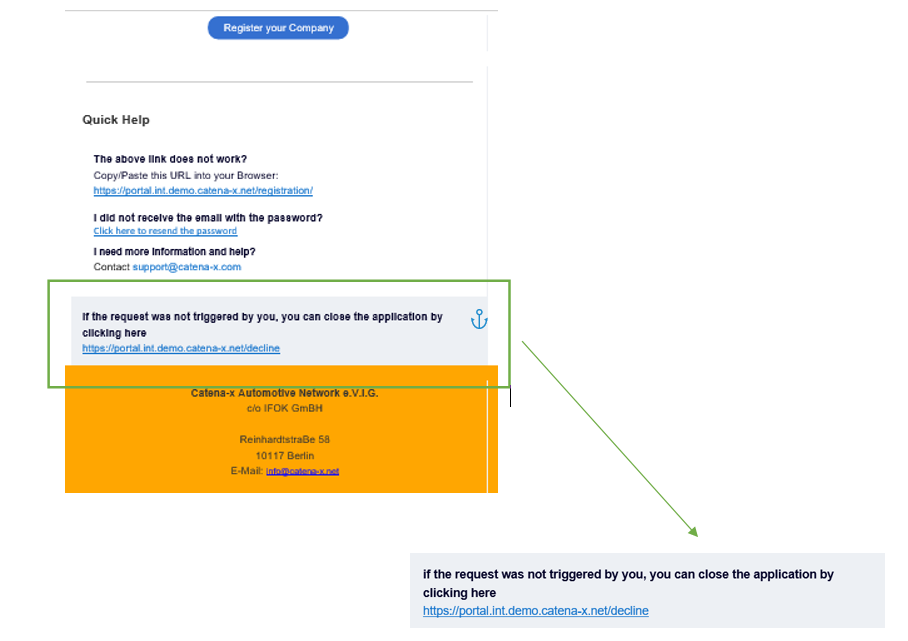 Register your Company
Quick Help
The above link does not work?
Copy/Paste this URL into your Browser:
https://portal.int.demo.catena-x.net/registration/
I did not receive the email with the password?
Click here to resend the password
I need more information and help?
Contact support@catena-x.com
if the request was not triggered by you, you can close the application by
clicking here
https://portal.int.demo.catena-x.net/decline
Catena-x Automotive Network e.V.I.G.
c/o IFOK GmBH
ReinhardtstraBe 58
10117 Berlin
E-Mail: info@catena-x.net
if the request was not triggered by you, you can close the application by
clicking here
https://portal.int.demo.catena-x.net/decline